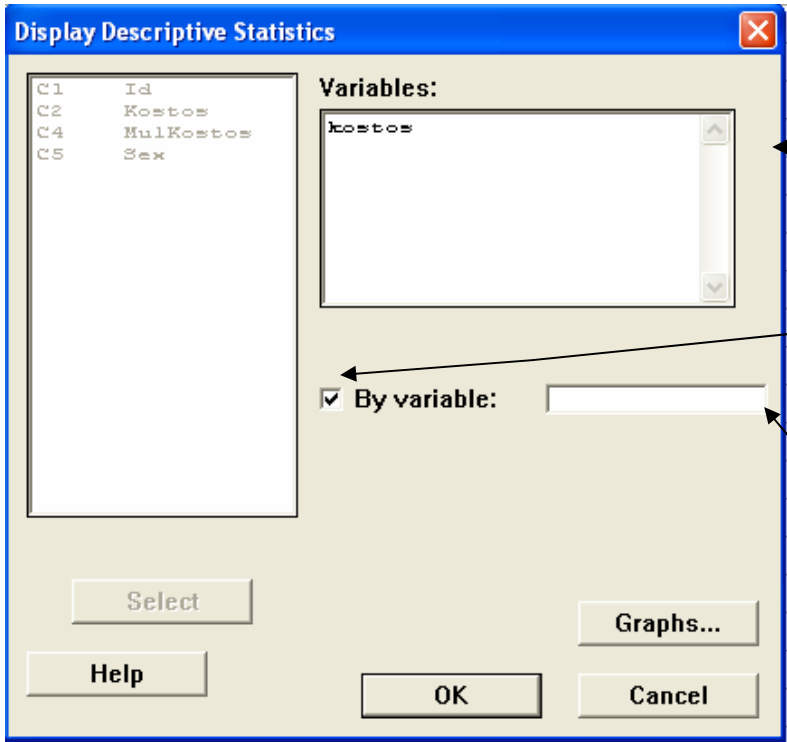 Display Descriptive Statistics
C1 Id
C2 Kostos
C4 MulKostos
C5 Sex
Variables:
kostos
By variable:
Select
Graphs...
Help
OK
Cancel